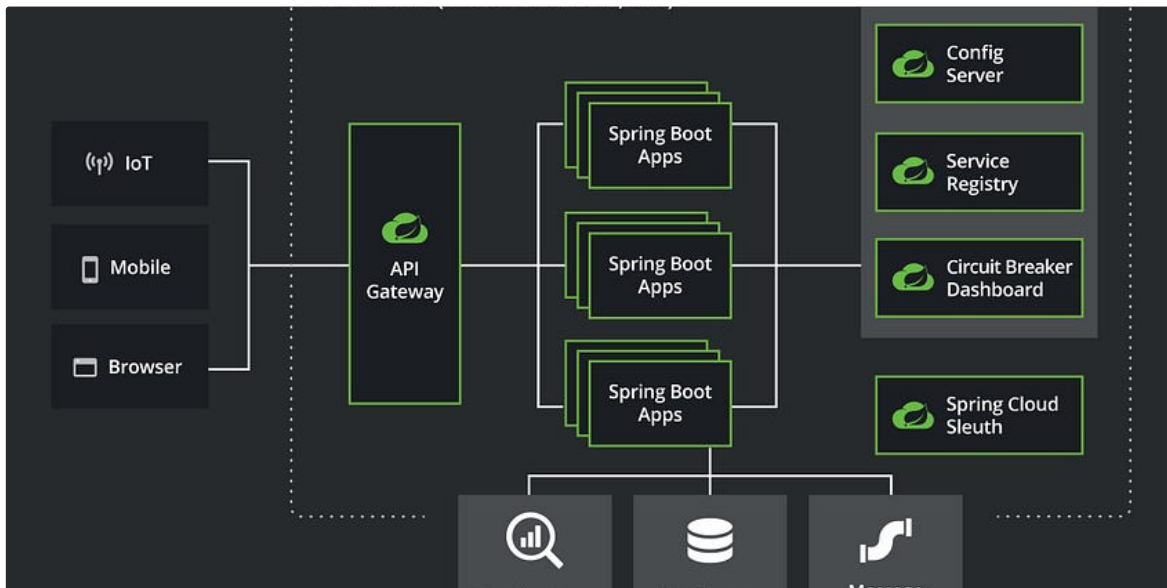 IoT
Mobile
Browser
API
Gateway
Spring Boot
Apps
Spring Boot
Apps
Spring Boot
Apps
Config
Server
Service
Registry
Circuit Breaker
Dashboard
Spring Cloud
Sleuth